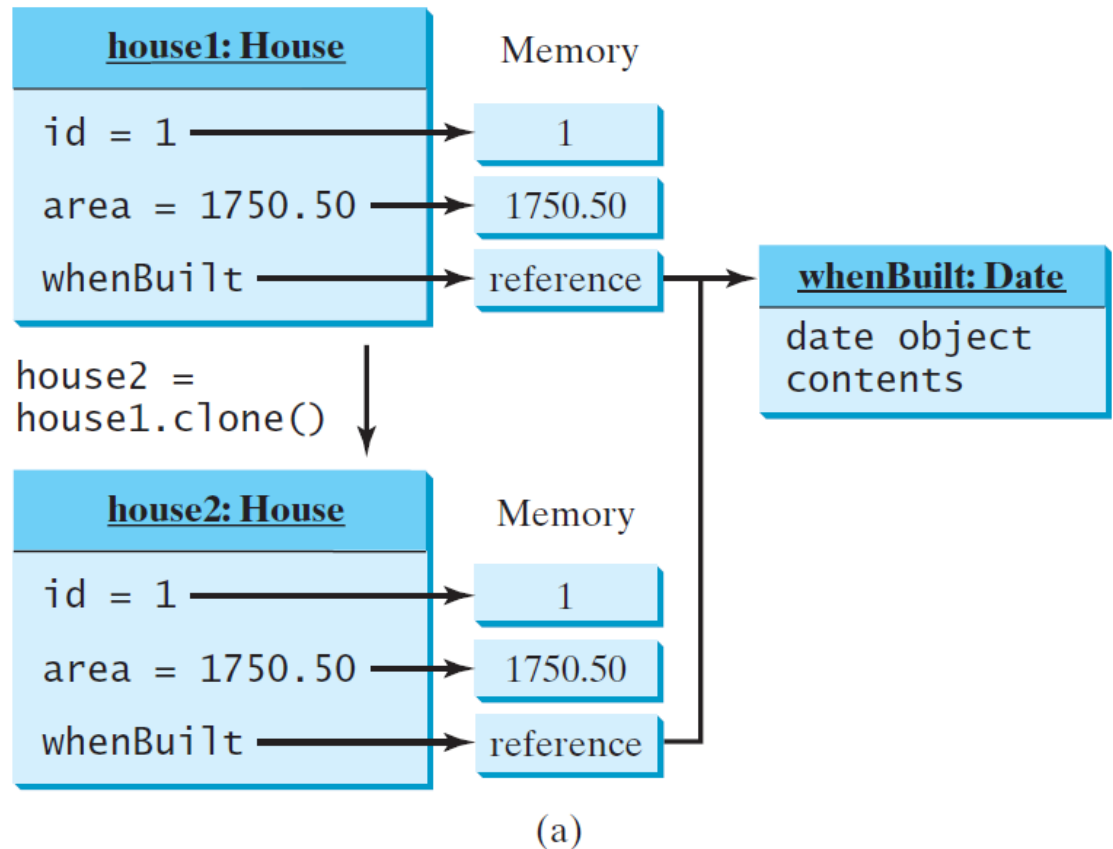 house1: House
Memory
id = 1
1
area = 1750.50
1750.50
whenBuilt
reference
whenBuilt: Date
date object
contents
house2 =
house1.clone()
house2: House
Memory
id = 1
1
area = 1750.50
1750.50
whenBuilt
reference
(a)